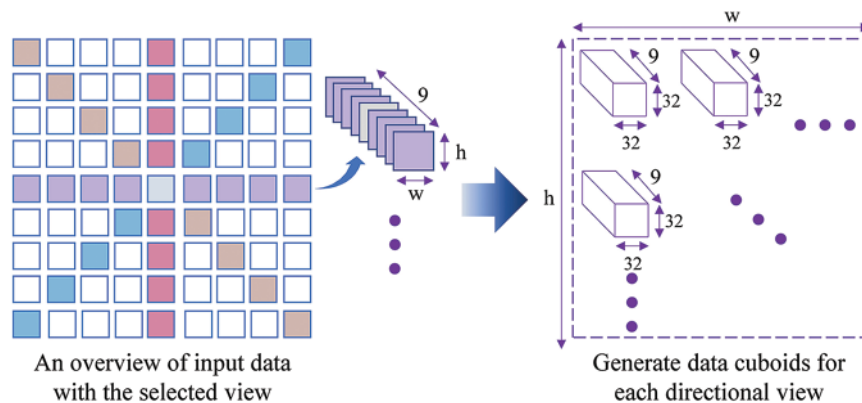 w
9
9
9
32
32
32
32
h
w
9
h
32
32
An overview of input data
with the selected view
Generate data cuboids for
each directional view